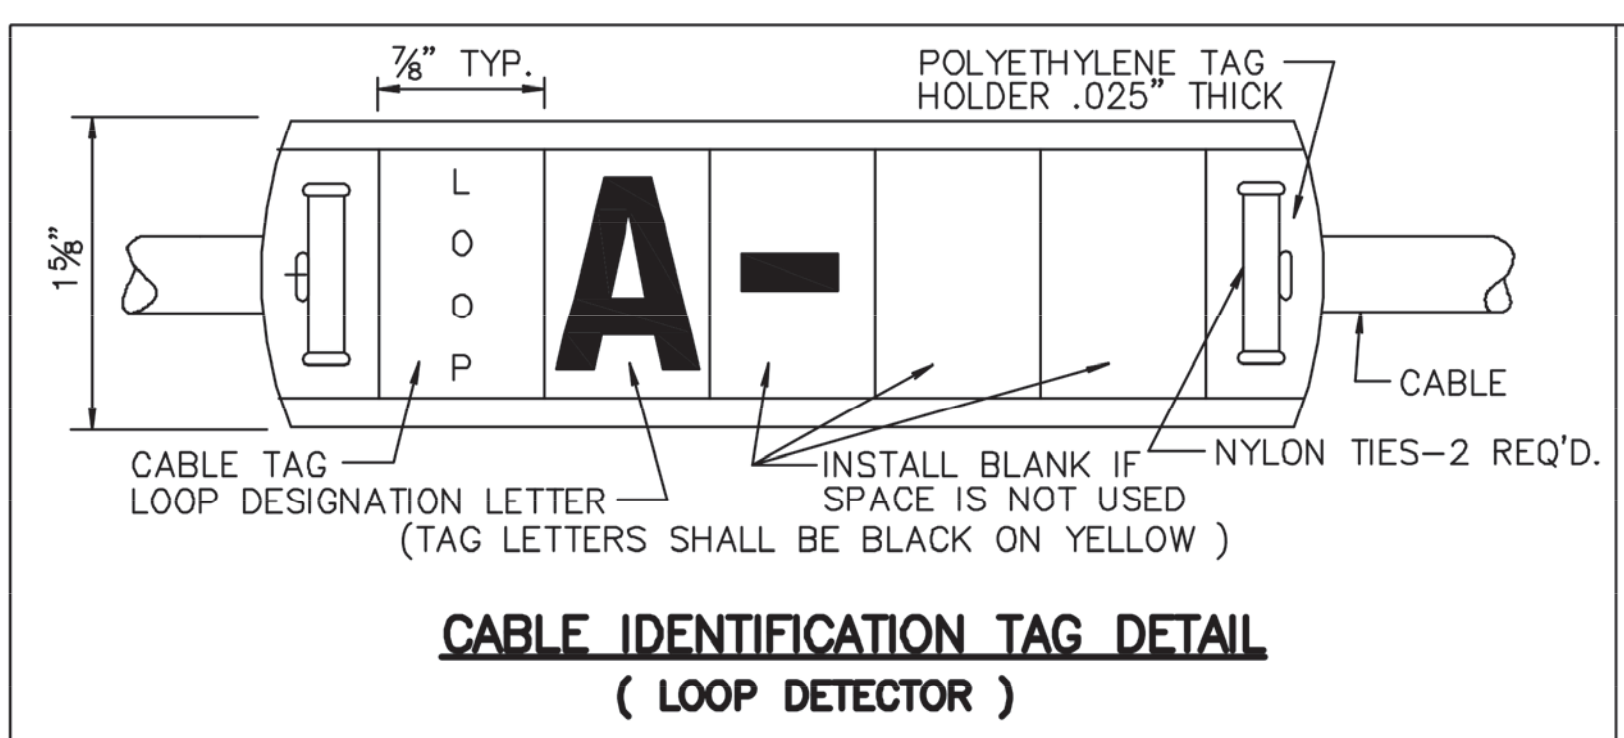 ⅞" TYP.
POLYETHYLENE TAG
HOLDER .025" THICK
1⅝"
L
O
O
P
A
-
CABLE
CABLE TAG
LOOP DESIGNATION LETTER
INSTALL BLANK IF
SPACE IS NOT USED
NYLON TIES-2 REQ'D.
(TAG LETTERS SHALL BE BLACK ON YELLOW )
CABLE IDENTIFICATION TAG DETAIL
( LOOP DETECTOR )